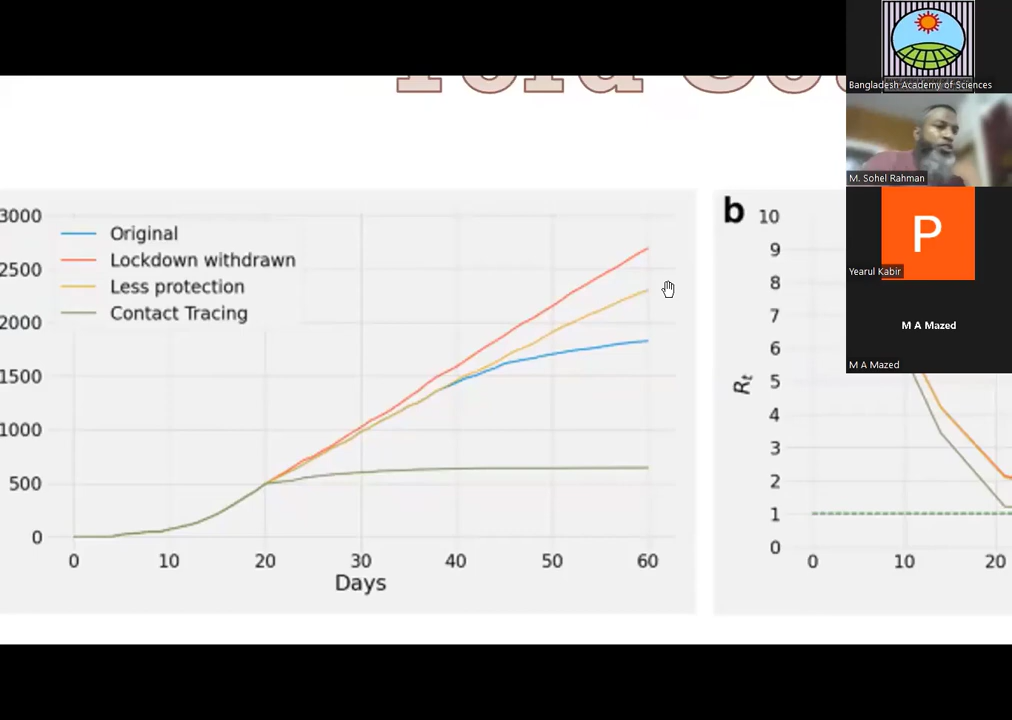 3000
2500
2000
1500
1000
500
0
Original
Lockdown withdrawn
Less protection
Contact Tracing
0 10 20 30 40 50 60
Days
b
10
9
8
7
6
5
4
3
2
1
0
Rt
0 10 20
Bangladesh Academy of Sciences
M. Sohel Rahman
P
Yearul Kabir
M A Mazed
M A Mazed